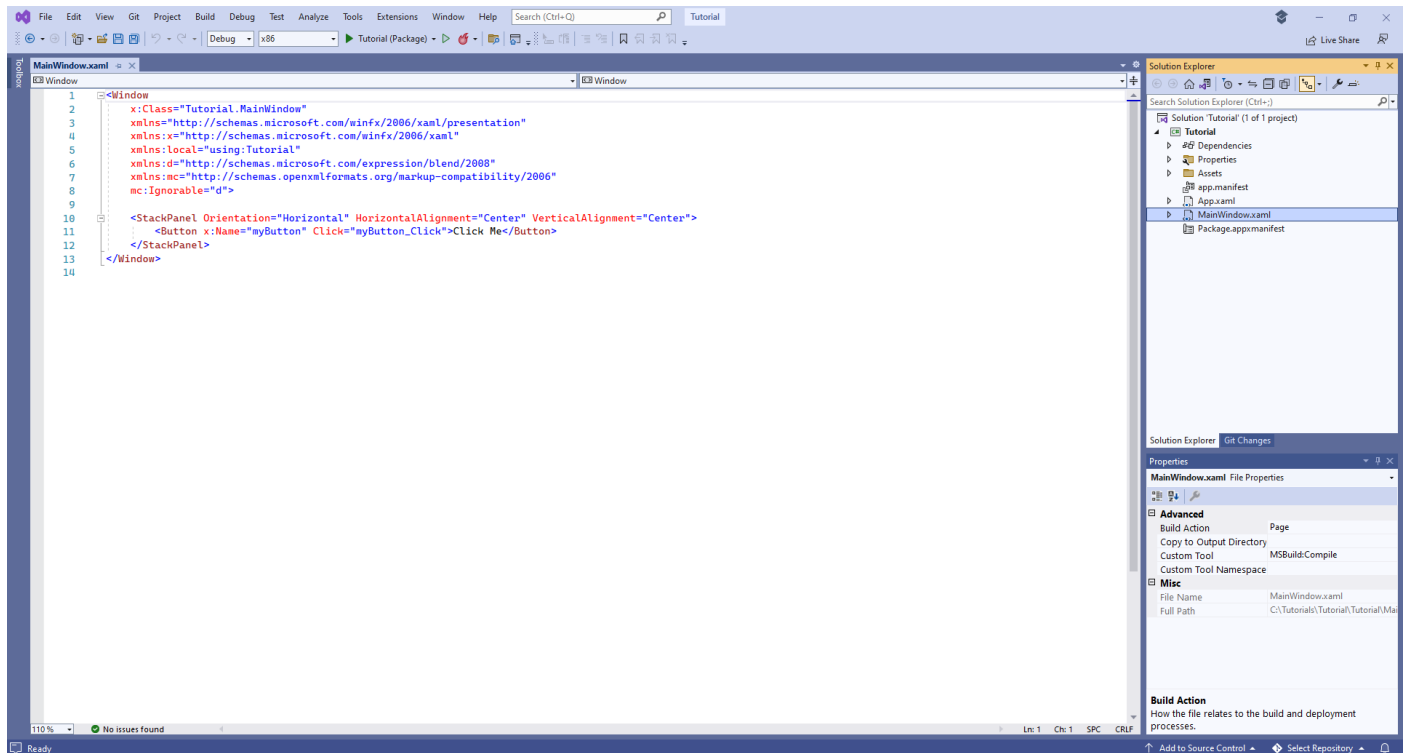 File Edit View Git Project Build Debug Test Analyze Tools Extensions Window Help Search (Ctrl+Q) Tutorial
Debug x86 Tutorial (Package) Live Share
Toolbox
MainWindow.xaml
Window Window
1 <Window
2 x:Class="Tutorial.MainWindow"
3 xmlns="http://schemas.microsoft.com/winfx/2006/xaml/presentation"
4 xmlns:x="http://schemas.microsoft.com/winfx/2006/xaml"
5 xmlns:local="using:Tutorial"
6 xmlns:d="http://schemas.microsoft.com/expression/blend/2008"
7 xmlns:mc="http://schemas.openxmlformats.org/markup-compatibility/2006"
8 mc:Ignorable="d">
9
10 <StackPanel Orientation="Horizontal" HorizontalAlignment="Center" VerticalAlignment="Center">
11 <Button x:Name="myButton" Click="myButton_Click">Click Me</Button>
12 </StackPanel>
13 </Window>
14
110 % No issues found Ln: 1 Ch: 1 SPC CRLF
Solution Explorer
Search Solution Explorer (Ctrl+;)
Solution 'Tutorial' (1 of 1 project)
Tutorial
Dependencies
Properties
Assets
app.manifest
App.xaml
MainWindow.xaml
Package.appxmanifest
Solution Explorer Git Changes
Properties
MainWindow.xaml File Properties
Advanced
Build Action Page
Copy to Output Directory
Custom Tool MSBuild:Compile
Custom Tool Namespace
Misc
File Name MainWindow.xaml
Full Path C:\Tutorials\Tutorial\Tutorial\Mai
Build Action
How the file relates to the build and deployment
processes.
Ready Add to Source Control Select Repository